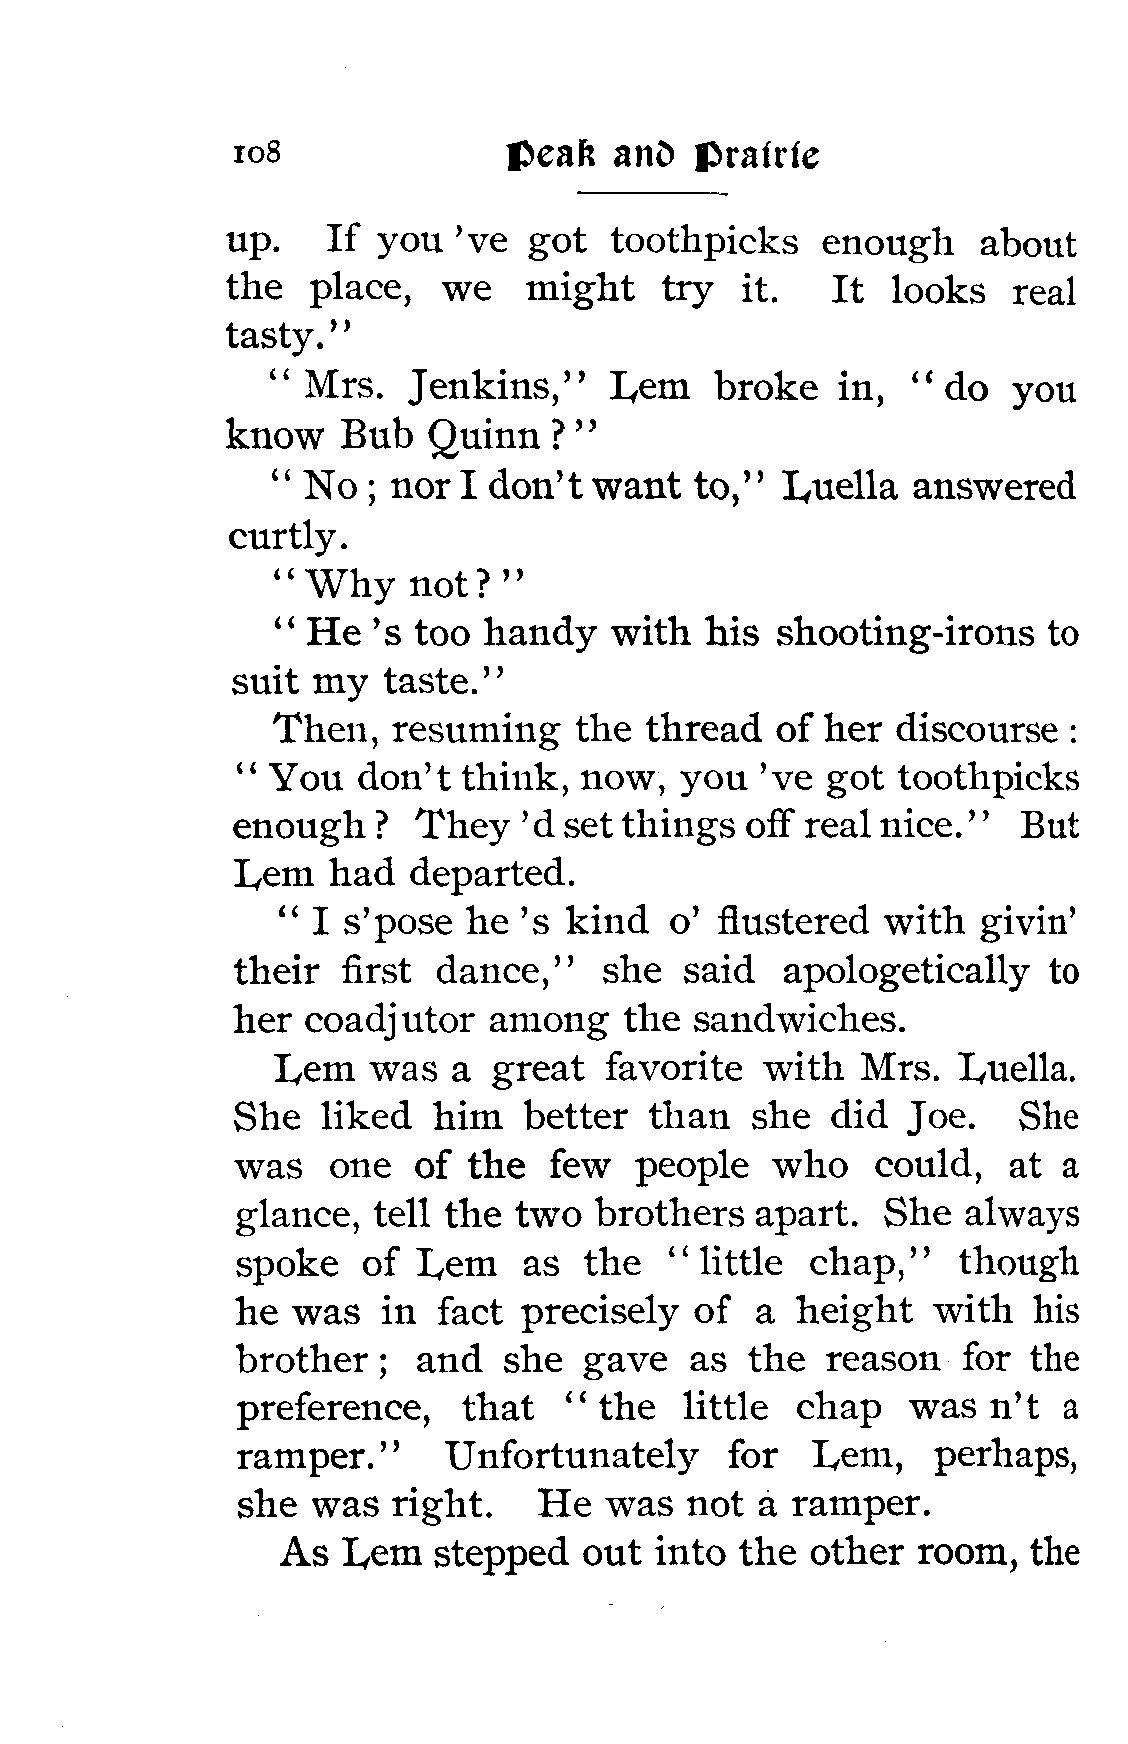 108 Peak and Prairie
up. If you 've got toothpicks enough about
the place, we might try it. It looks real
tasty."
" Mrs. Jenkins," Lem broke in, " do you
know Bub Quinn ? "
" No ; nor I don't want to," Luella answered
curtly.
" Why not ? "
" He 's too handy with his shooting-irons to
suit my taste."
Then, resuming the thread of her discourse :
" You don't think, now, you 've got toothpicks
enough ? They 'd set things off real nice." But
Lem had departed.
" I s'pose he 's kind o' flustered with givin'
their first dance," she said apologetically to
her coadjutor among the sandwiches.
Lem was a great favorite with Mrs. Luella.
She liked him better than she did Joe. She
was one of the few people who could, at a
glance, tell the two brothers apart. She always
spoke of Lem as the " little chap," though
he was in fact precisely of a height with his
brother ; and she gave as the reason for the
preference, that " the little chap was n't a
ramper." Unfortunately for Lem, perhaps,
she was right. He was not a ramper.
As Lem stepped out into the other room, the